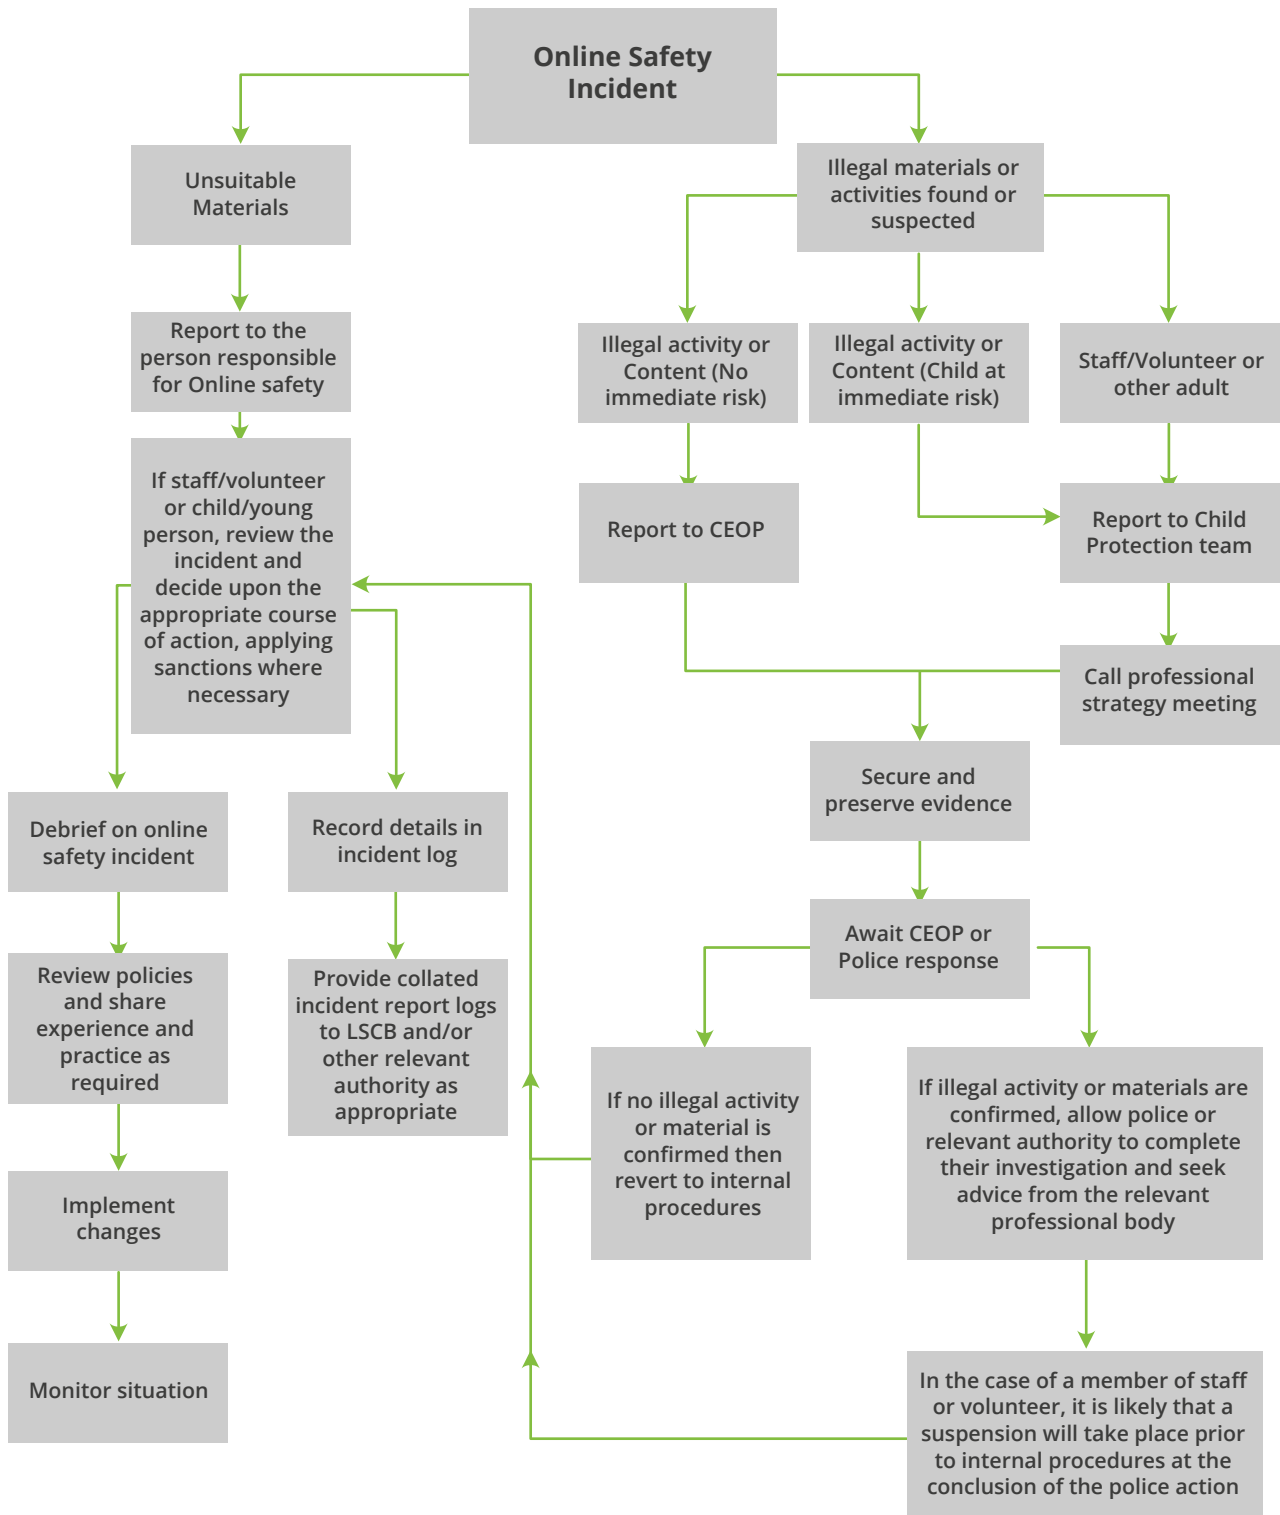 Online Safety
Incident
Unsuitable
Materials
Illegal materials or
activities found or
suspected
Report to the
person responsible
for Online safety
Illegal activity or
Content (No
immediate risk)
Illegal activity or
Content (Child at
immediate risk)
Staff/Volunteer or
other adult
If staff/volunteer
or child/young
person, review the
incident and
decide upon the
appropriate course
of action, applying
sanctions where
necessary
Report to CEOP
Report to Child
Protection team
Call professional
strategy meeting
Secure and
preserve evidence
Debrief on online
safety incident
Record details in
incident log
Await CEOP or
Police response
Review policies
and share
experience and
practice as
required
Provide collated
incident report logs
to LSCB and/or
other relevant
authority as
appropriate
If no illegal activity
or material is
confirmed then
revert to internal
procedures
If illegal activity or materials are
confirmed, allow police or
relevant authority to complete
their investigation and seek
advice from the relevant
professional body
Implement
changes
Monitor situation
In the case of a member of staff
or volunteer, it is likely that a
suspension will take place prior
to internal procedures at the
conclusion of the police action